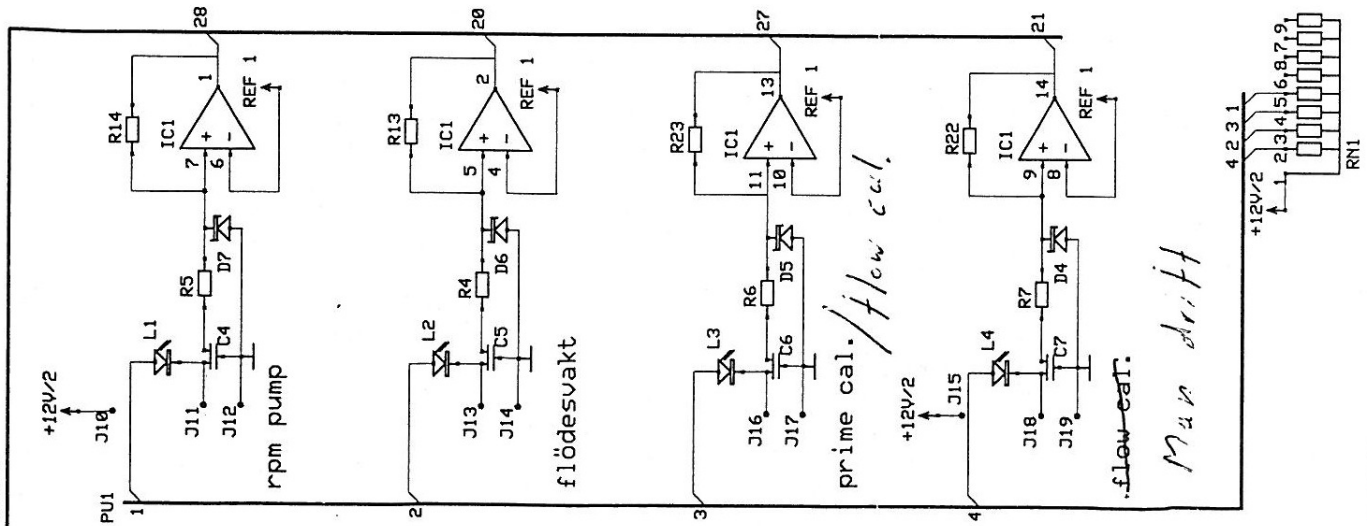 PU1
+12V/2
J10
1
L1
J11
C4
R5
D7
J12
rpm pump
R14
7
+
IC1
1
6
-
REF 1
28
2
L2
J13
C5
R4
D6
J14
flödesvakt
R13
5
+
IC1
2
4
-
REF 1
20
3
L3
J16
C6
R6
D5
J17
prime cal. / flow cal.
R23
11
+
IC1
13
10
-
REF 1
27
+12V/2
J15
4
L4
J18
C7
R7
D4
J19
flow cal.
Man drift
R22
9
+
IC1
14
8
-
REF 1
21
4 2 3 1
+12V/2
1 2 3 4 5 6 8 7 9
RN1